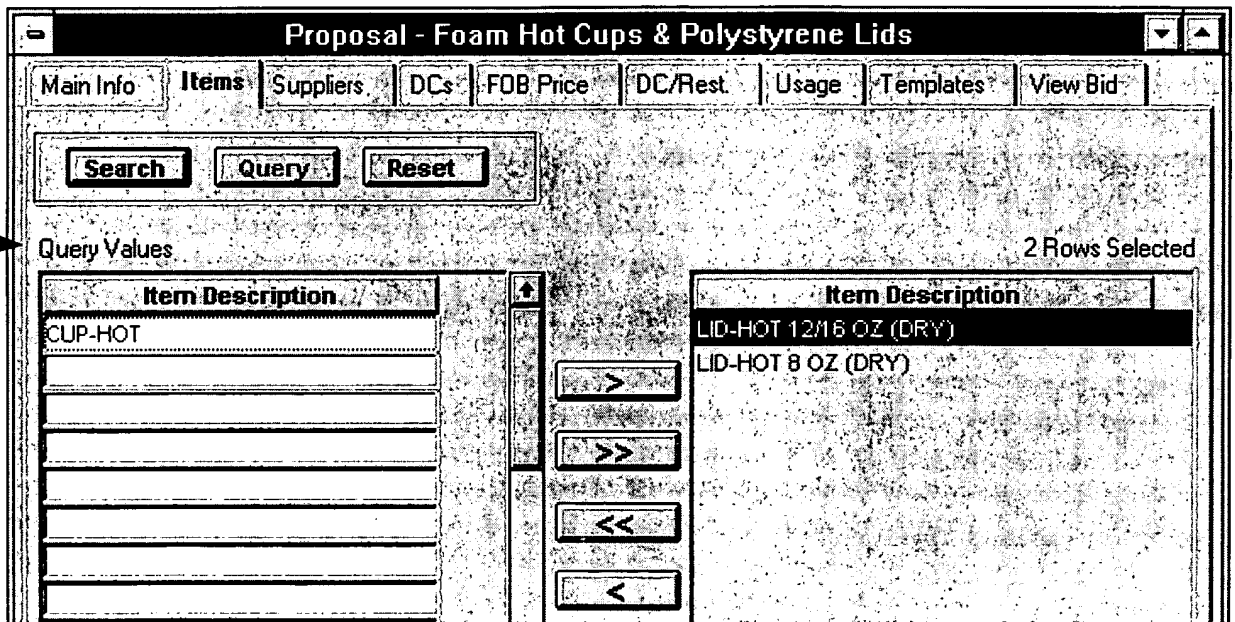 Proposal - Foam Hot Cups & Polystyrene Lids
Main Info Items Suppliers DCs FOB Price DC/Rest. Usage Templates View Bid
Search Query Reset
Query Values 2 Rows Selected
Item Description Item Description
CUP-HOT LID-HOT 12/16 OZ (DRY)
LID-HOT 8 OZ (DRY)
>
>>
<<
<